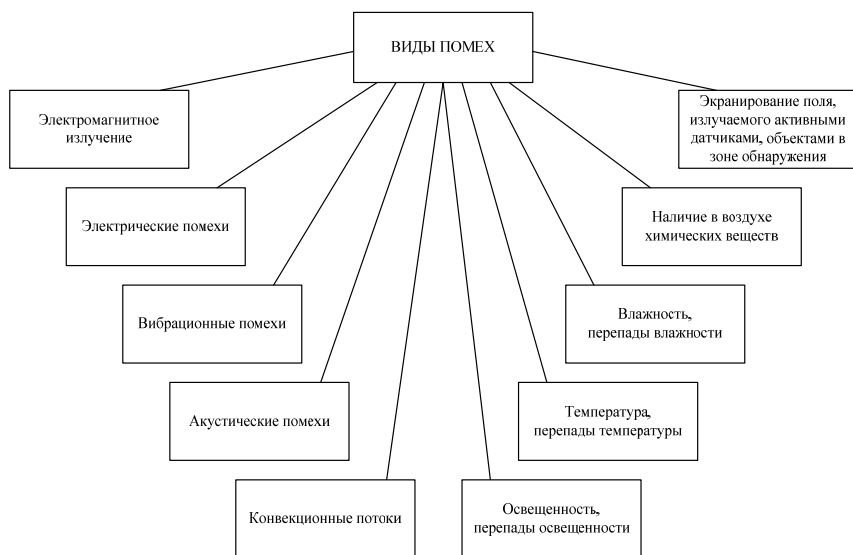 ВИДЫ ПОМЕХ
Электромагнитное
излучение
Экранирование поля,
излучаемого активными
датчиками, объектами в
зоне обнаружения
Электрические помехи
Наличие в воздухе
химических веществ
Вибрационные помехи
Влажность,
перепады влажности
Акустические помехи
Температура,
перепады температуры
Конвекционные потоки
Освещенность,
перепады освещенности